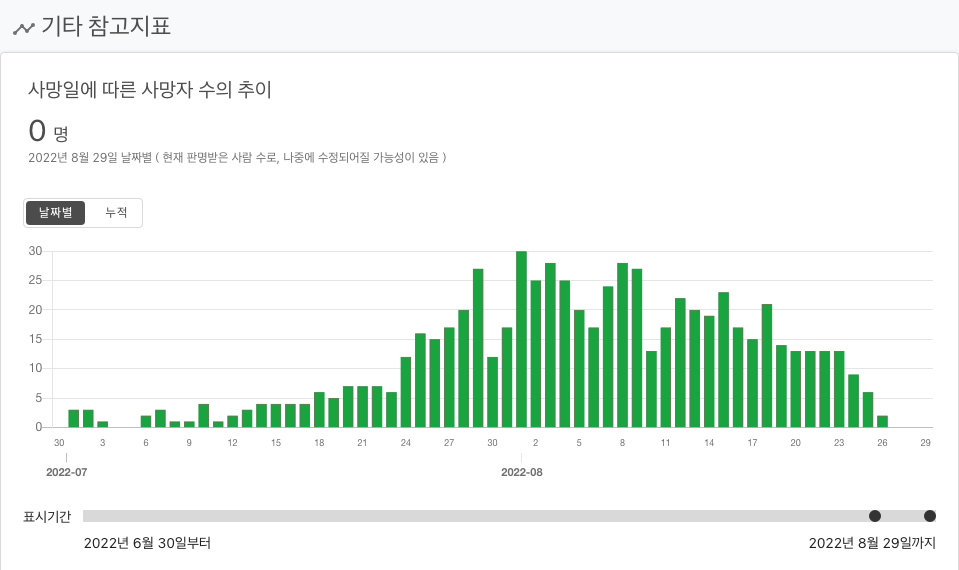 기타 참고지표
사망일에 따른 사망자 수의 추이
0 명
2022년 8월 29일 날짜별 ( 현재 판명받은 사람 수로, 나중에 수정되어질 가능성이 있음 )
날짜별 누적
30
25
20
15
10
5
0
30 3 6 9 12 15 18 21 24 27 30 2 5 8 11 14 17 20 23 26 29
2022-07 2022-08
표시기간
2022년 6월 30일부터 2022년 8월 29일까지